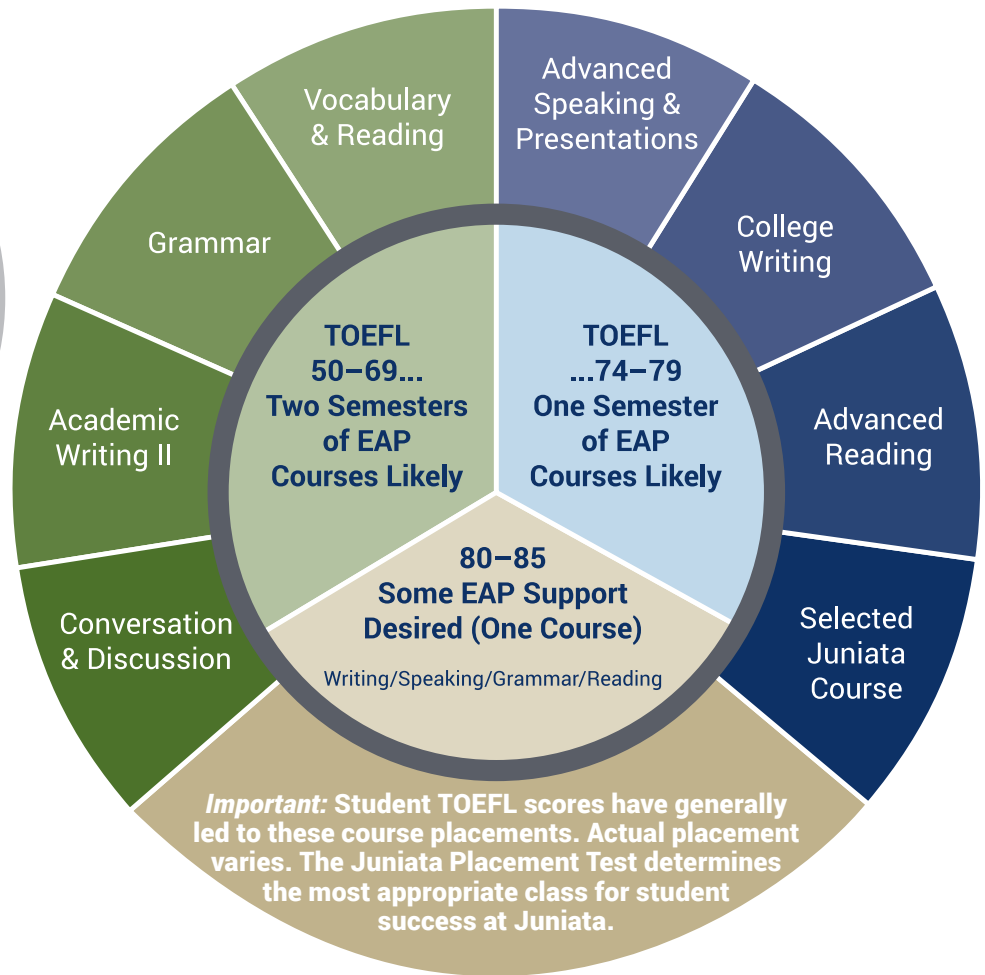 Vocabulary
& Reading
Advanced
Speaking &
Presentations
Grammar
College
Writing
Academic
Writing II
Advanced
Reading
Conversation
& Discussion
Selected
Juniata
Course
TOEFL
50–69...
Two Semesters
of EAP
Courses Likely
TOEFL
...74–79
One Semester
of EAP
Courses Likely
80–85
Some EAP Support
Desired (One Course)
Writing/Speaking/Grammar/Reading
Important: Student TOEFL scores have generally
led to these course placements. Actual placement
varies. The Juniata Placement Test determines
the most appropriate class for student
success at Juniata.